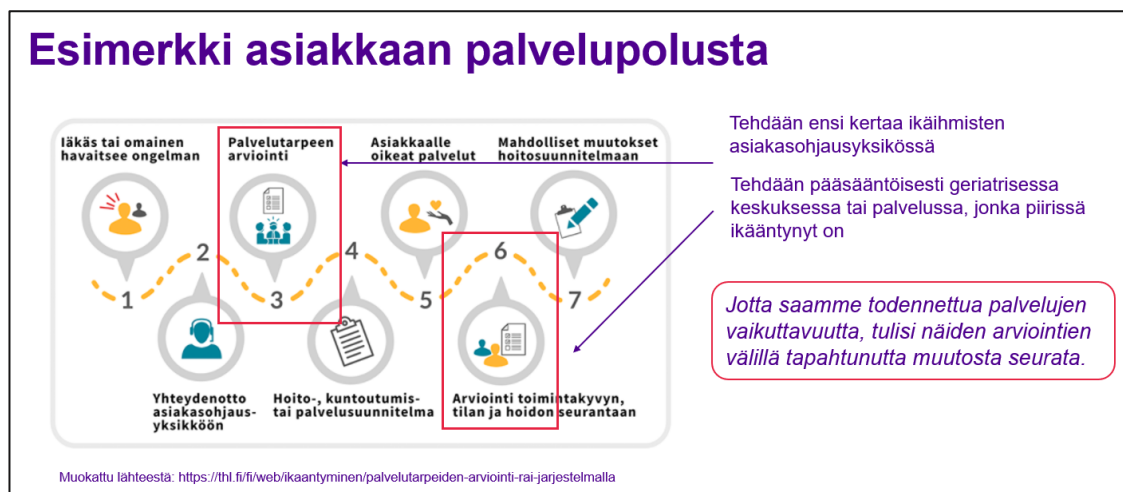 Esimerkki asiakkaan palvelupolusta
Iäkäs tai omainen
havaitsee ongelman
Palvelutarpeen
arviointi
Asiakkaalle
oikeat palvelut
Mahdolliset muutokset
hoitosuunnitelmaan
1
2
3
4
5
6
7
Yhteydenotto
asiakasohjaus-
yksikköön
Hoito-, kuntoutumis-
tai palvelusuunnitelma
Arviointi toimintakyvyn,
tilan ja hoidon seurantaan
Tehdään ensi kertaa ikäihmisten
asiakasohjausyksikössä
Tehdään pääsääntöisesti geriatrisessa
keskuksessa tai palvelussa, jonka piirissä
ikääntynyt on
Jotta saamme todennettua palvelujen
vaikuttavuutta, tulisi näiden arviointien
välillä tapahtunutta muutosta seurata.
Muokattu lähteestä: https://thl.fi/fi/web/ikaantyminen/palvelutarpeiden-arviointi-rai-jarjestelmalla